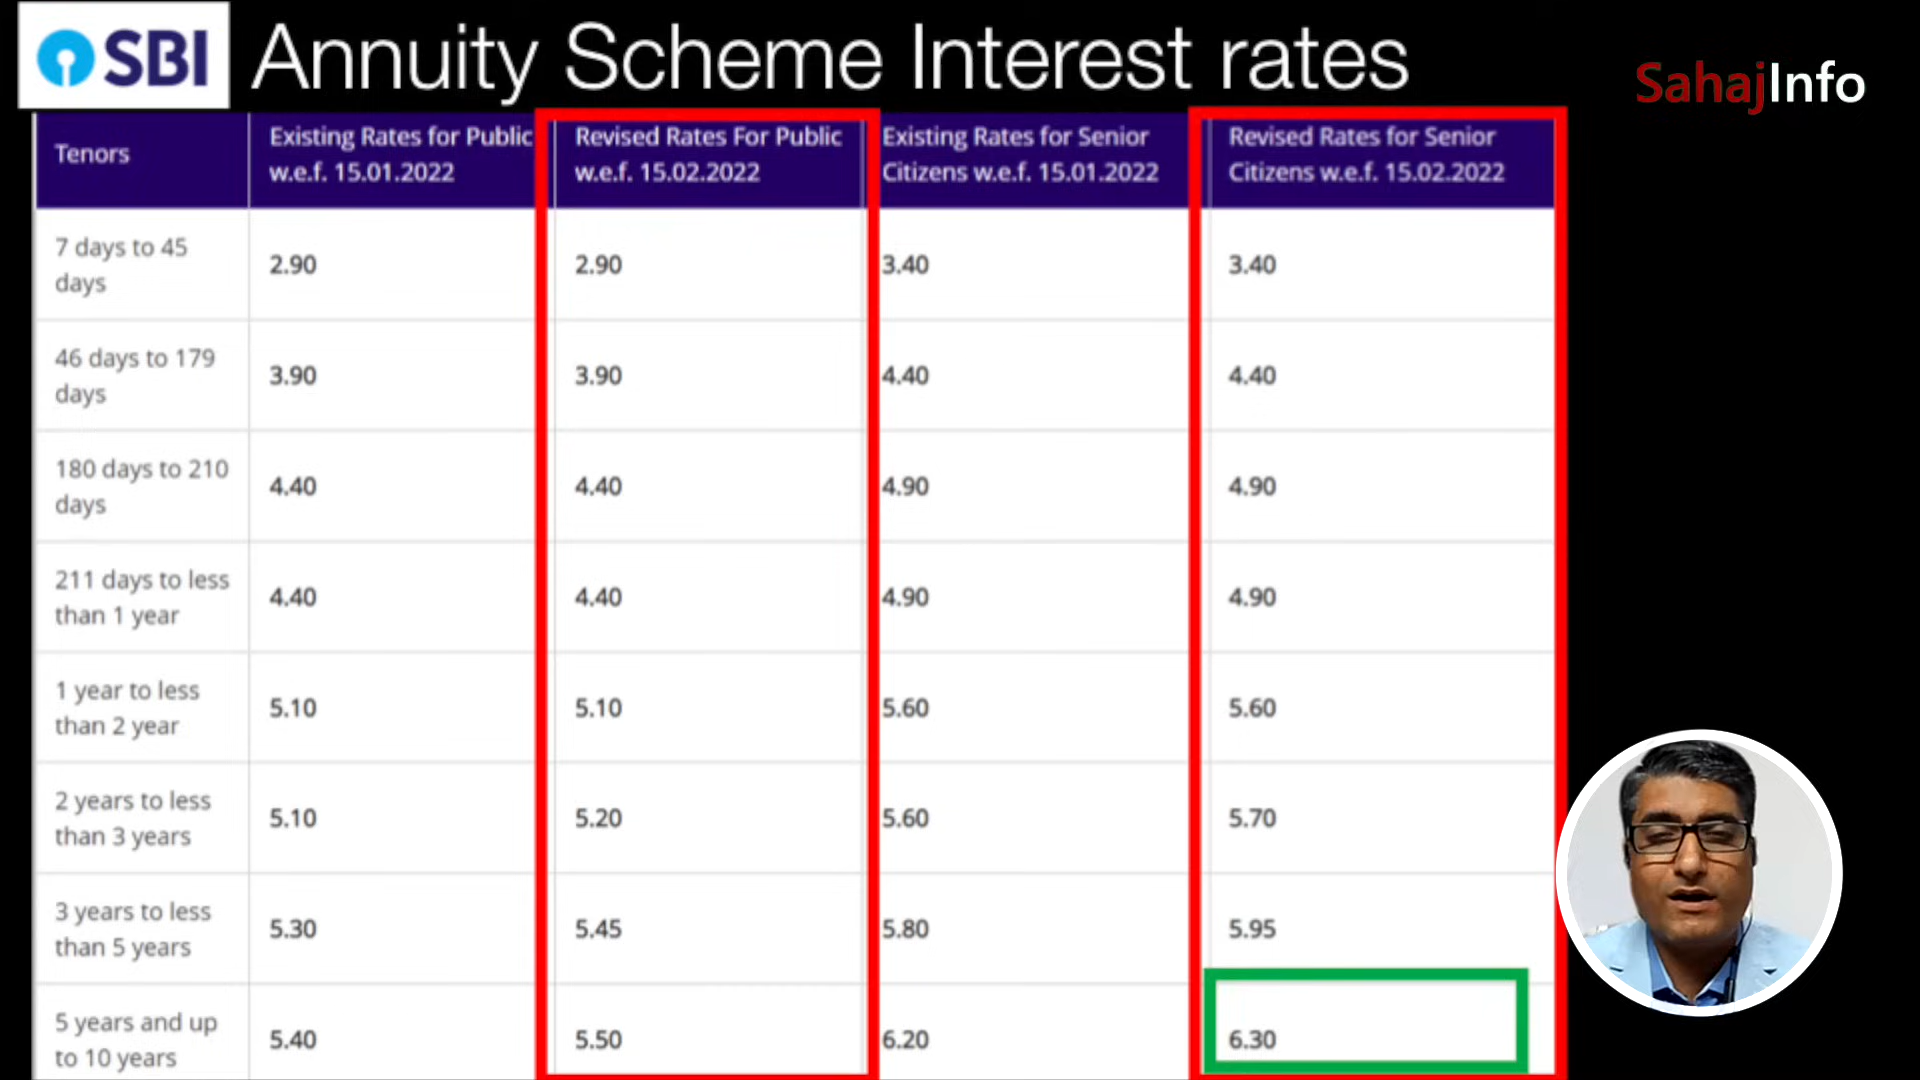 SBI Annuity Scheme Interest rates
SahajInfo
Tenors
Existing Rates for Public
w.e.f. 15.01.2022
Revised Rates For Public
w.e.f. 15.02.2022
Existing Rates for Senior
Citizens w.e.f. 15.01.2022
Revised Rates for Senior
Citizens w.e.f. 15.02.2022
7 days to 45
days
2.90
2.90
3.40
3.40
46 days to 179
days
3.90
3.90
4.40
4.40
180 days to 210
days
4.40
4.40
4.90
4.90
211 days to less
than 1 year
4.40
4.40
4.90
4.90
1 year to less
than 2 year
5.10
5.10
5.60
5.60
2 years to less
than 3 years
5.10
5.20
5.60
5.70
3 years to less
than 5 years
5.30
5.45
5.80
5.95
5 years and up
to 10 years
5.40
5.50
6.20
6.30